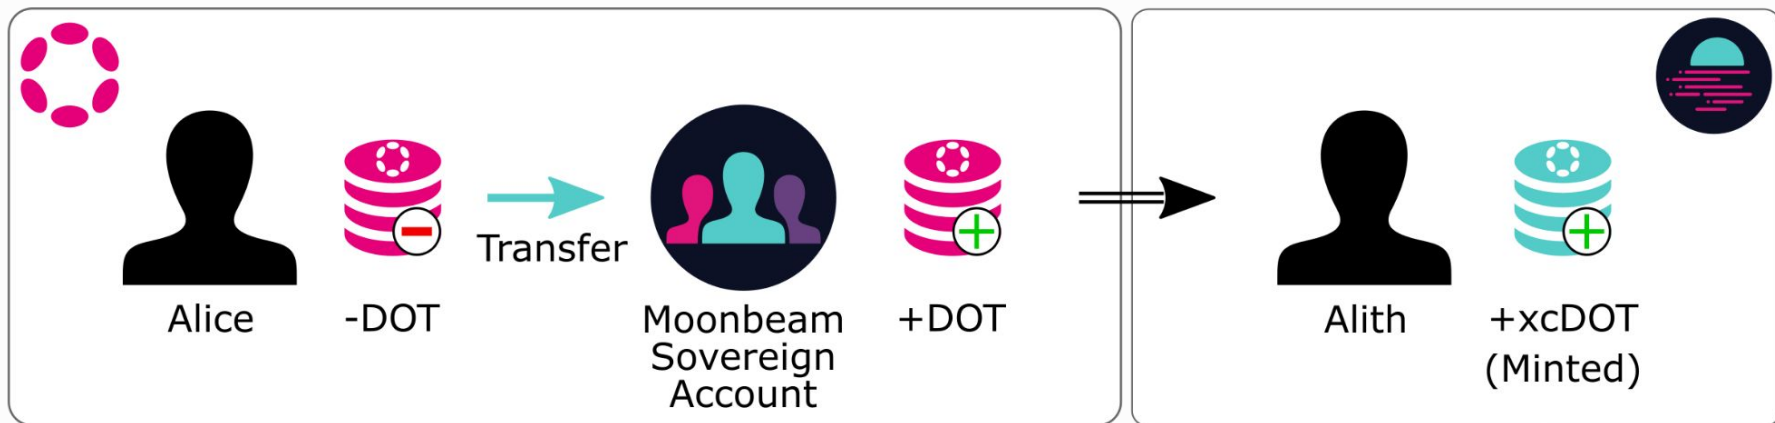 Transfer
Alice
-DOT
Moonbeam
Sovereign
Account
+DOT
Alith
+xcDOT
(Minted)